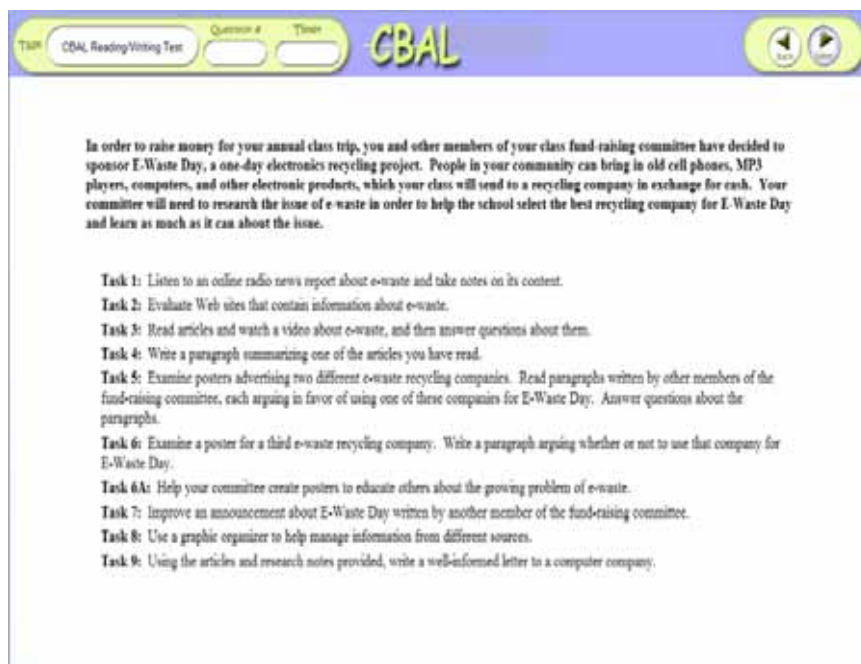 Task CBAL Reading/Writing Test Question # Timer CBAL
In order to raise money for your annual class trip, you and other members of your class fund-raising committee have decided to
sponsor E-Waste Day, a one-day electronics recycling project. People in your community can bring in old cell phones, MP3
players, computers, and other electronic products, which your class will send to a recycling company in exchange for cash. Your
committee will need to research the issue of e-waste in order to help the school select the best recycling company for E-Waste Day
and learn as much as it can about the issue.
Task 1: Listen to an online radio news report about e-waste and take notes on its content.
Task 2: Evaluate Web sites that contain information about e-waste.
Task 3: Read articles and watch a video about e-waste, and then answer questions about them.
Task 4: Write a paragraph summarizing one of the articles you have read.
Task 5: Examine posters advertising two different e-waste recycling companies. Read paragraphs written by other members of the
fund-raising committee, each arguing in favor of using one of these companies for E-Waste Day. Answer questions about the
paragraphs.
Task 6: Examine a poster for a third e-waste recycling company. Write a paragraph arguing whether or not to use that company for
E-Waste Day.
Task 6A: Help your committee create posters to educate others about the growing problem of e-waste.
Task 7: Improve an announcement about E-Waste Day written by another member of the fund-raising committee.
Task 8: Use a graphic organizer to help manage information from different sources.
Task 9: Using the articles and research notes provided, write a well-informed letter to a computer company.